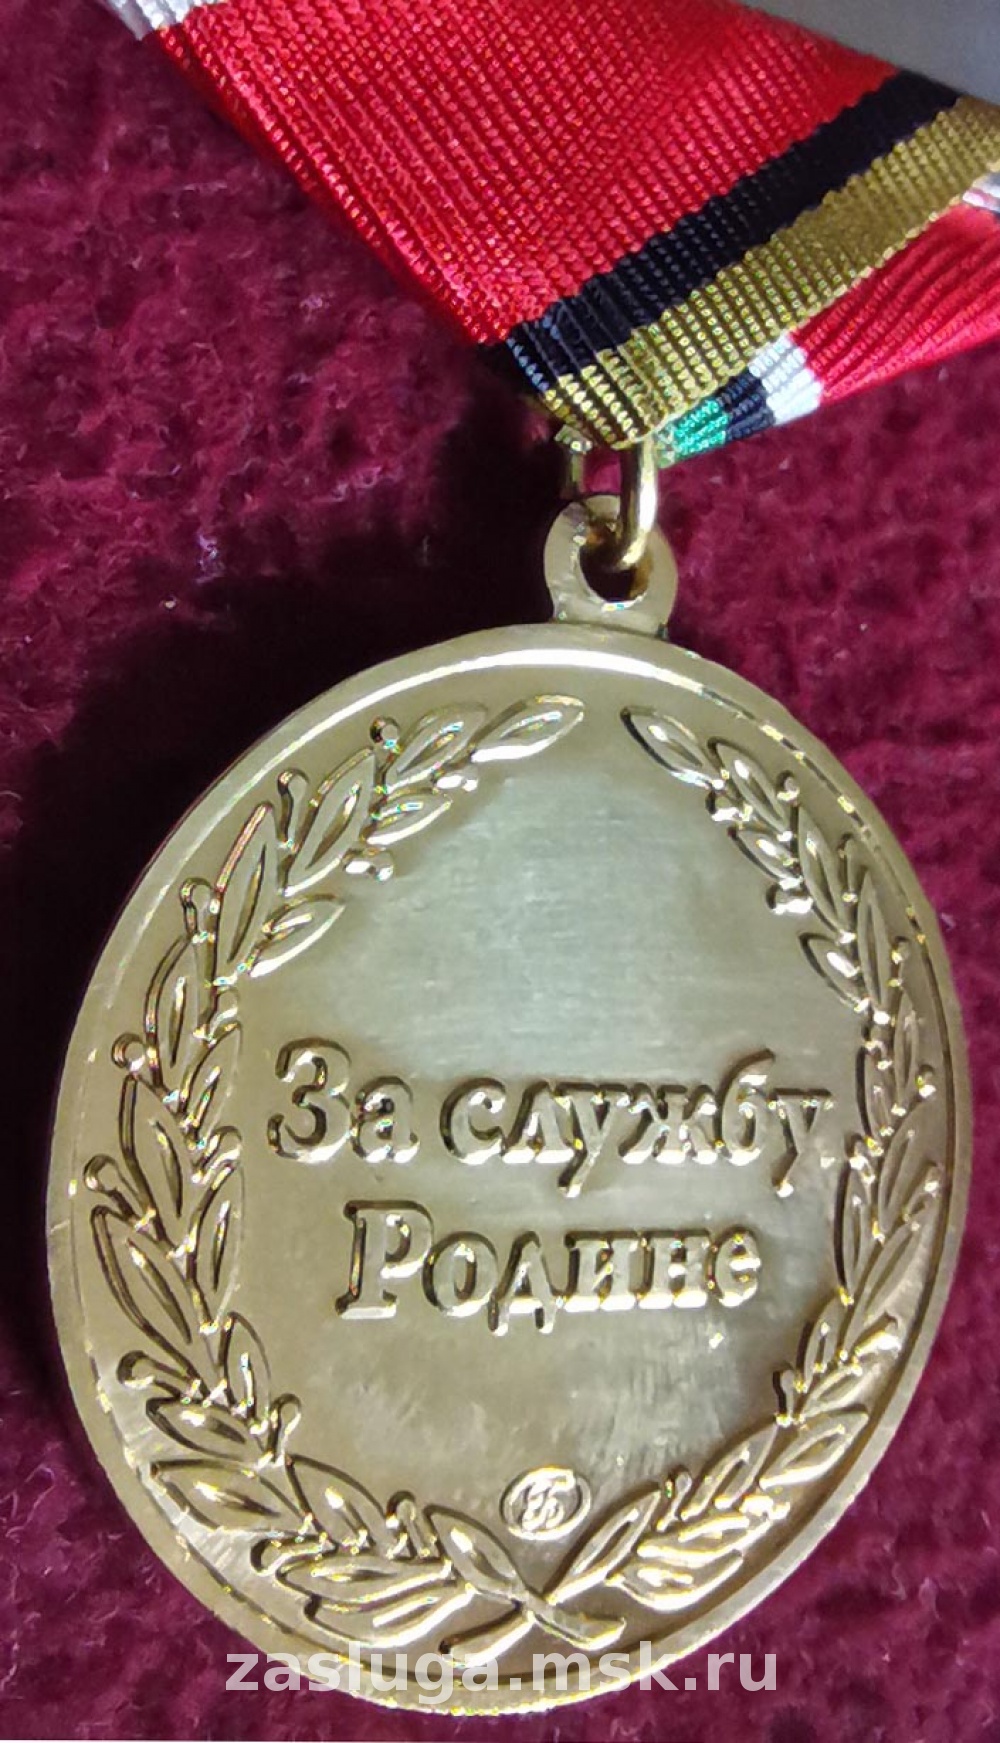 За службу
Родине
zasluga.msk.ru